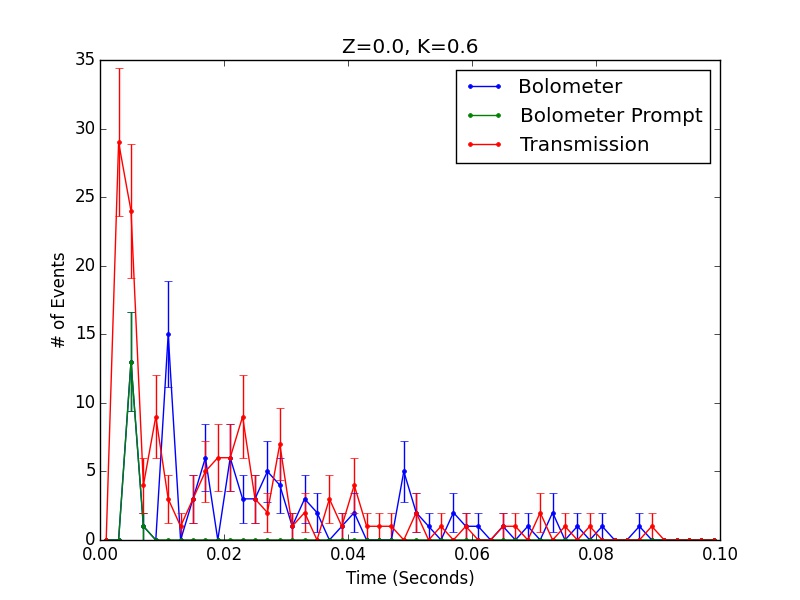 Z=0.0, K=0.6
35
30
25
20
15
10
5
0
# of Events
Bolometer
Bolometer Prompt
Transmission
0.00 0.02 0.04 0.06 0.08 0.10
Time (Seconds)